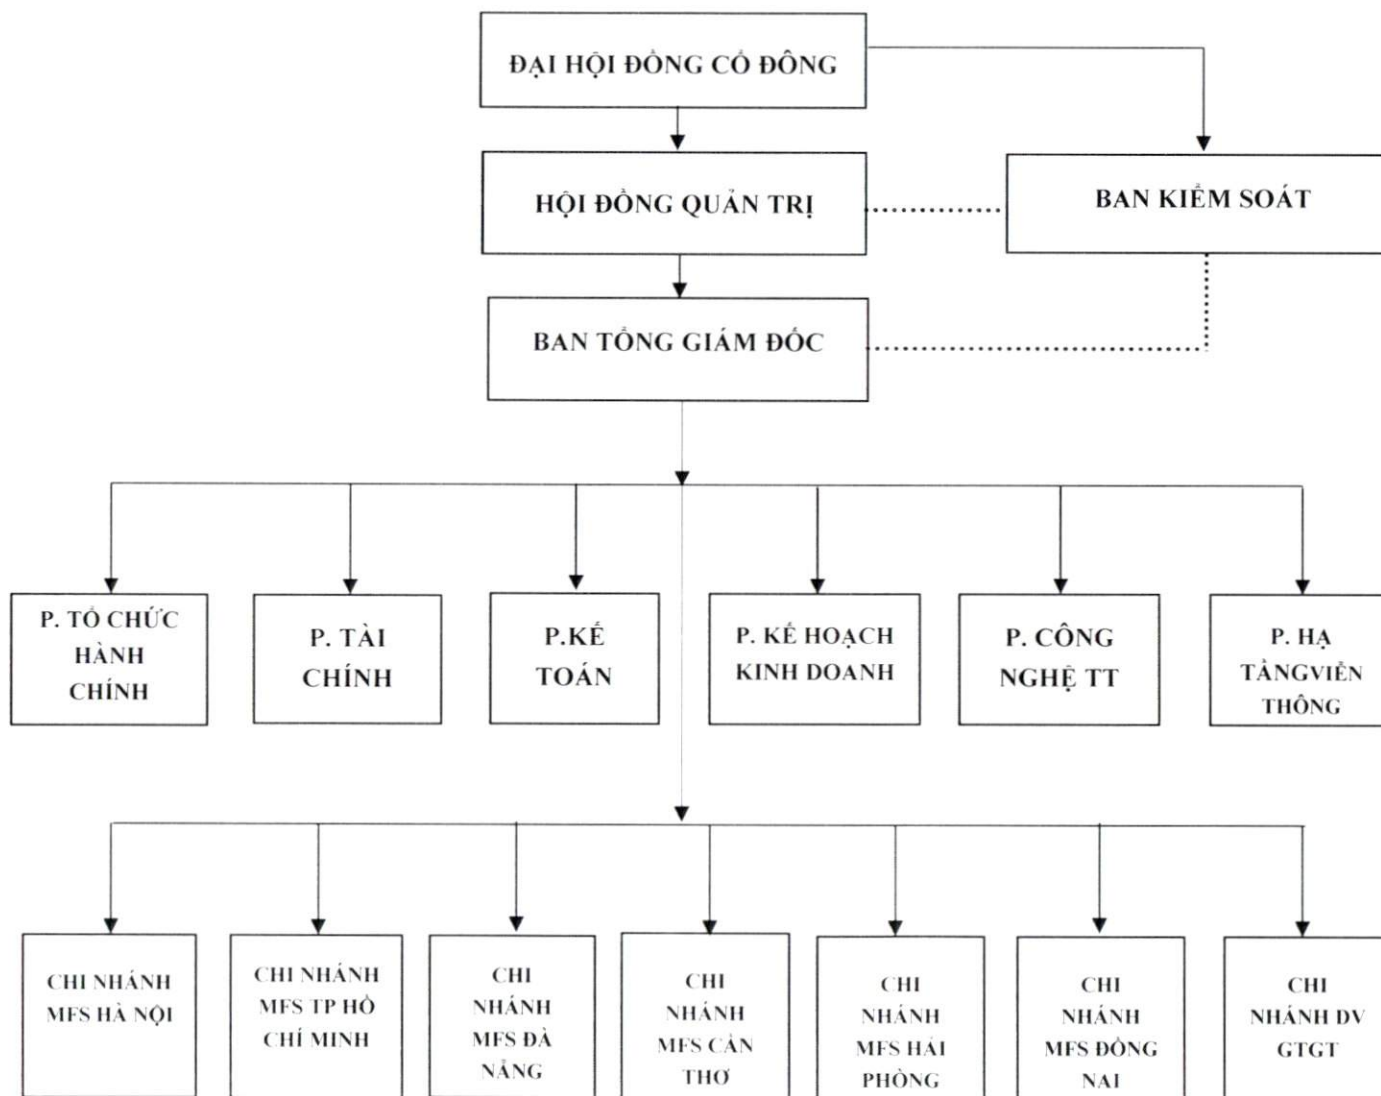 ĐẠI HỘI ĐỒNG CỔ ĐÔNG
HỘI ĐỒNG QUẢN TRỊ
BAN KIỂM SOÁT
BAN TỔNG GIÁM ĐỐC
P. TỔ CHỨC
HÀNH
CHÍNH
P. TÀI
CHÍNH
P.KẾ
TOÁN
P. KẾ HOẠCH
KINH DOANH
P. CÔNG
NGHỆ TT
P. HẠ
TẦNGVIỄN
THÔNG
CHI NHÁNH
MFS HÀ NỘI
CHI NHÁNH
MFS TP HỒ
CHÍ MINH
CHI
NHÁNH
MFS ĐÀ
NẴNG
CHI
NHÁNH
MFS CẦN
THƠ
CHI
NHÁNH
MFS HẢI
PHÒNG
CHI
NHÁNH
MFS ĐỒNG
NAI
CHI
NHÁNH DV
GTGT